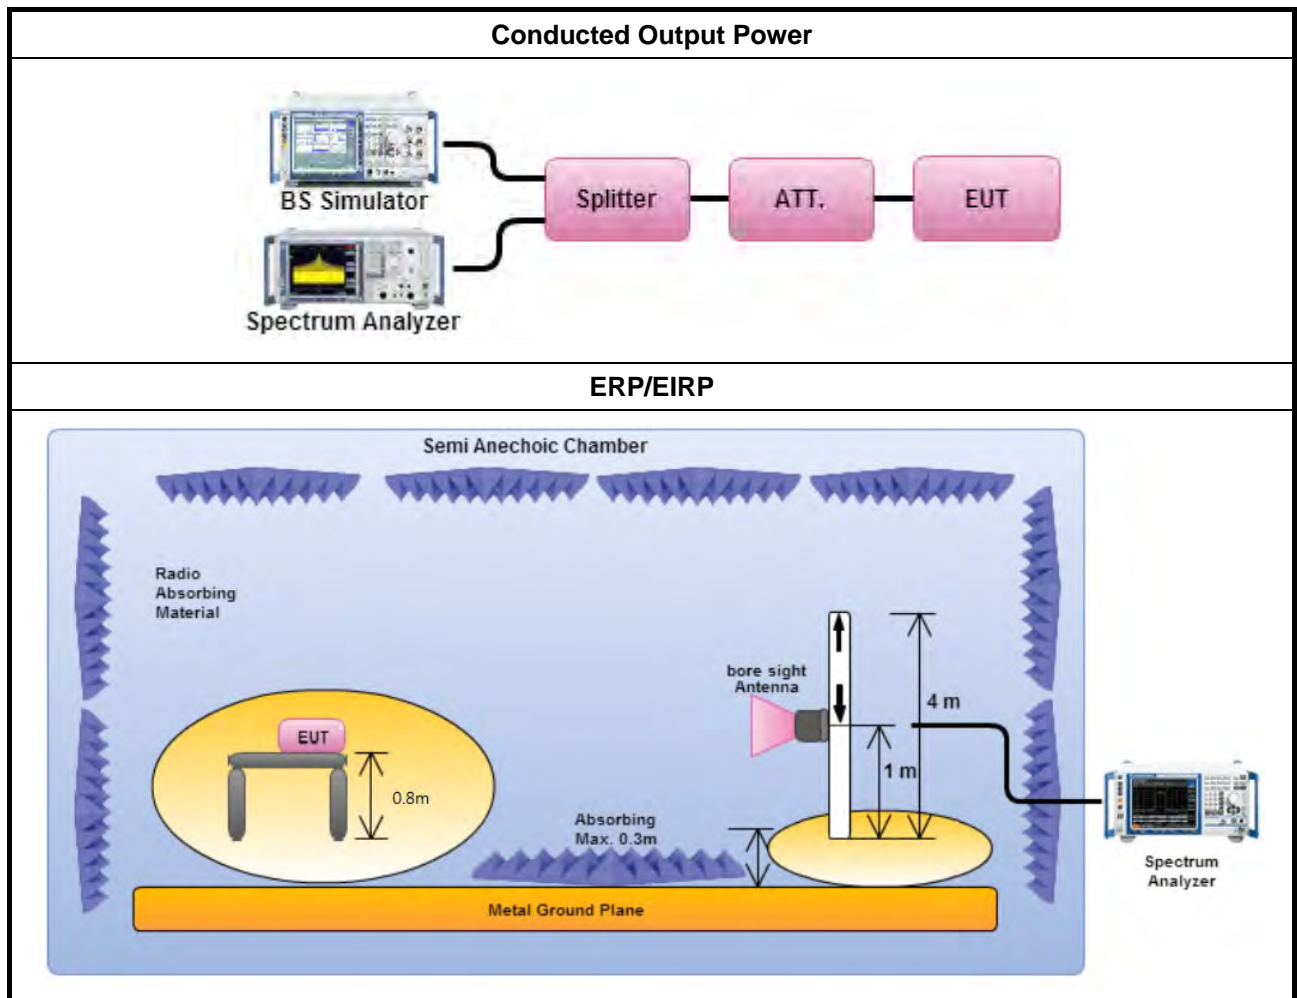 Conducted Output Power
BS Simulator
Spectrum Analyzer
Splitter
ATT.
EUT
ERP/EIRP
Semi Anechoic Chamber
Radio
Absorbing
Material
bore sight
Antenna
4 m
EUT
1 m
0.8m
Absorbing
Max. 0.3m
Spectrum
Analyzer
Metal Ground Plane